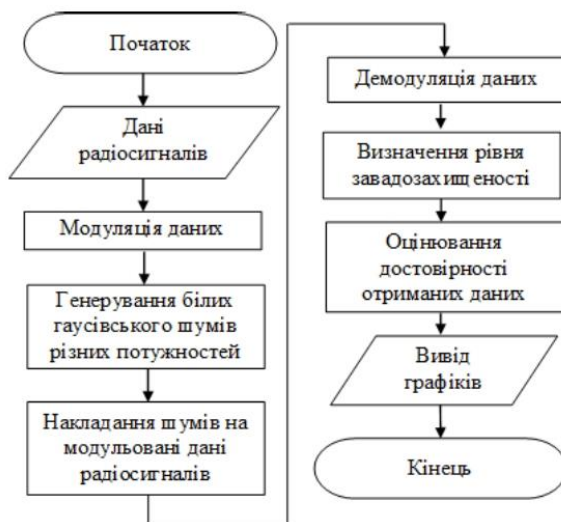 Початок
Дані
радіосигналів
Модуляція даних
Генерування білих
гаусівського шумів
різних потужностей
Накладання шумів на
модульовані дані
радіосигналів
Демодуляція даних
Визначення рівня
завадозахищеності
Оцінювання
достовірності
отриманих даних
Вивід
графіків
Кінець